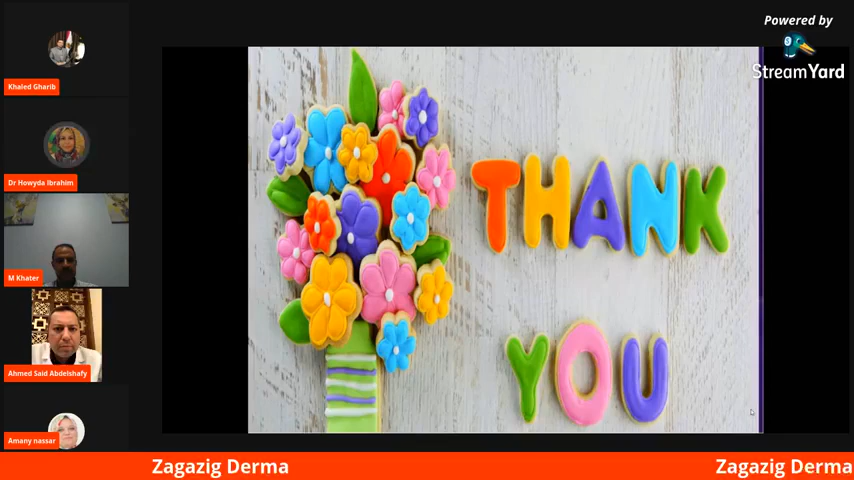 Powered by
StreamYard
Khaled Gharib
Dr Howyda Ibrahim
M Khater
Ahmed Said Abdelshafy
Amany nassar
THANK
YOU
Zagazig Derma
Zagazig Derma